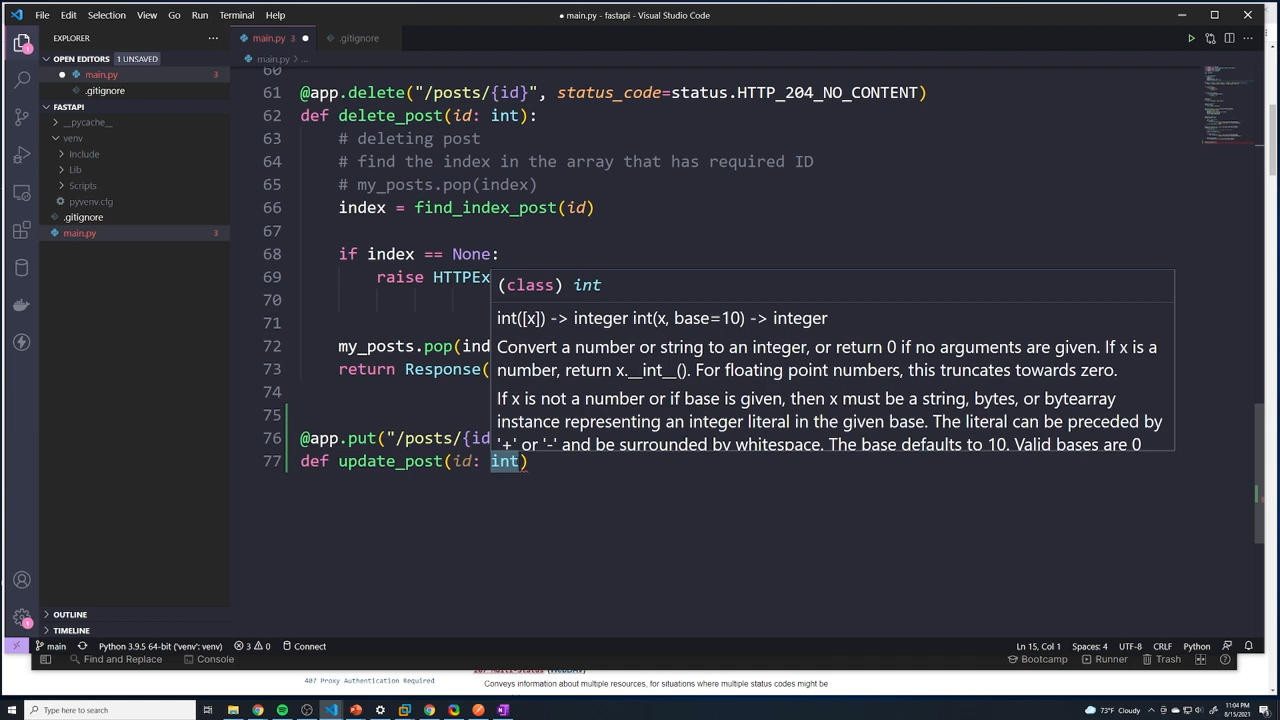 File Edit Selection View Go Run Terminal Help
● main.py - fastapi - Visual Studio Code
EXPLORER ...
main.py 3 ●
.gitignore
OPEN EDITORS 1 UNSAVED
main.py > ...
● main.py 3
.gitignore
FASTAPI
__pycache__
venv
Include
Lib
Scripts
pyvenv.cfg
.gitignore
main.py 3
60
61 @app.delete("/posts/{id}", status_code=status.HTTP_204_NO_CONTENT)
62 def delete_post(id: int):
63 # deleting post
64 # find the index in the array that has required ID
65 # my_posts.pop(index)
66 index = find_index_post(id)
67
68 if index == None:
69 raise HTTPEx
70
71
72 my_posts.pop(ind
73 return Response(
74
75
76 @app.put("/posts/{id
77 def update_post(id: int)
(class) int
int([x]) -> integer int(x, base=10) -> integer
Convert a number or string to an integer, or return 0 if no arguments are given. If x is a
number, return x.__int__(). For floating point numbers, this truncates towards zero.
If x is not a number or if base is given, then x must be a string, bytes, or bytearray
instance representing an integer literal in the given base. The literal can be preceded by
'+' or '-' and be surrounded by whitespace. The base defaults to 10. Valid bases are 0
OUTLINE
TIMELINE
main Python 3.9.5 64-bit ('venv': venv) 3 0 Connect Ln 15, Col 1 Spaces: 4 UTF-8 CRLF Python
Find and Replace Console Bootcamp Runner Trash
207 Multi-Status (WebDAV)
407 Proxy Authentication Required
Conveys information about multiple resources, for situations where multiple status codes might be
Type here to search
73°F Cloudy
11:04 PM
8/15/2021